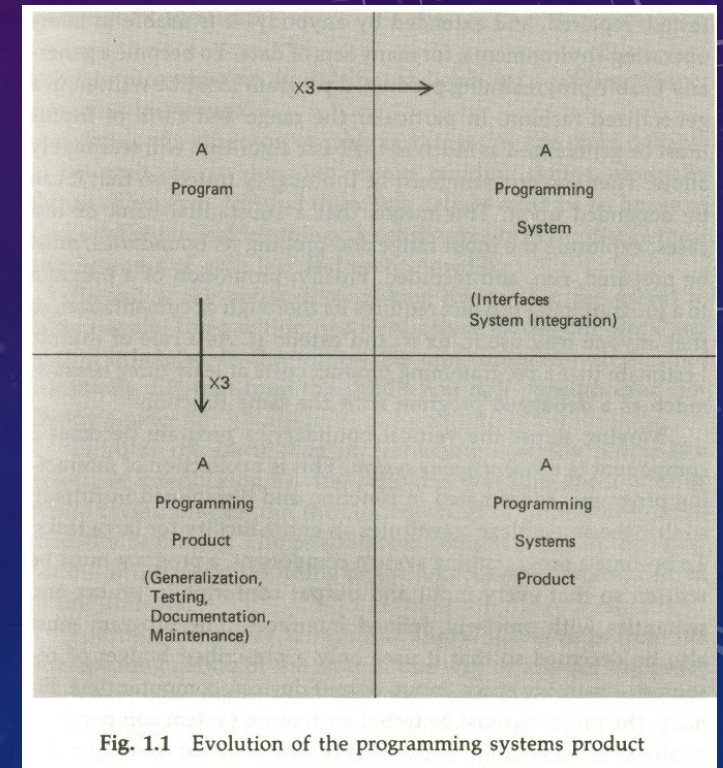 X3
A
Program
A
Programming
System
(Interfaces
System Integration)
X3
A
Programming
Product
(Generalization,
Testing,
Documentation,
Maintenance)
A
Programming
Systems
Product
Fig. 1.1 Evolution of the programming systems product